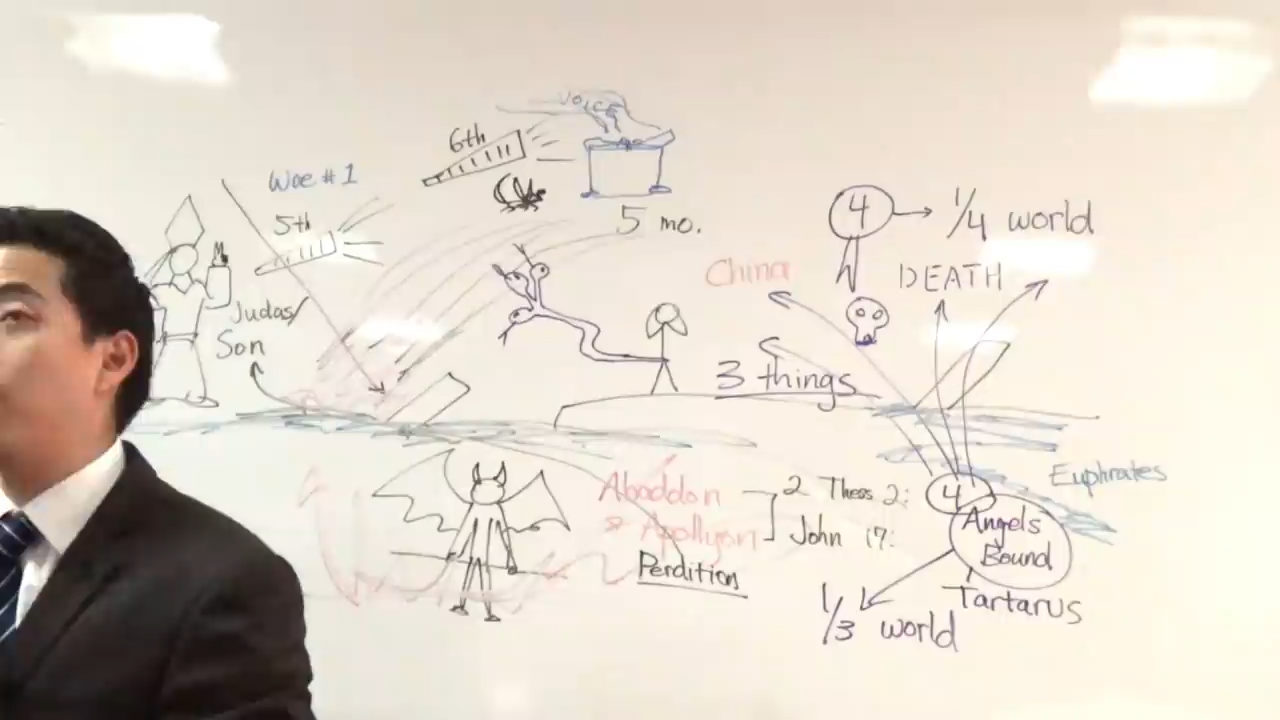 VOICE
6th
Woe #1
5th
5 mo.
4 → 1/4 world
China
DEATH
Judas/
Son
3 things
Abaddon
& Apollyon
2 Thess 2:
John 17:
Perdition
4
Angels
Bound
Euphrates
Tartarus
1/3 world